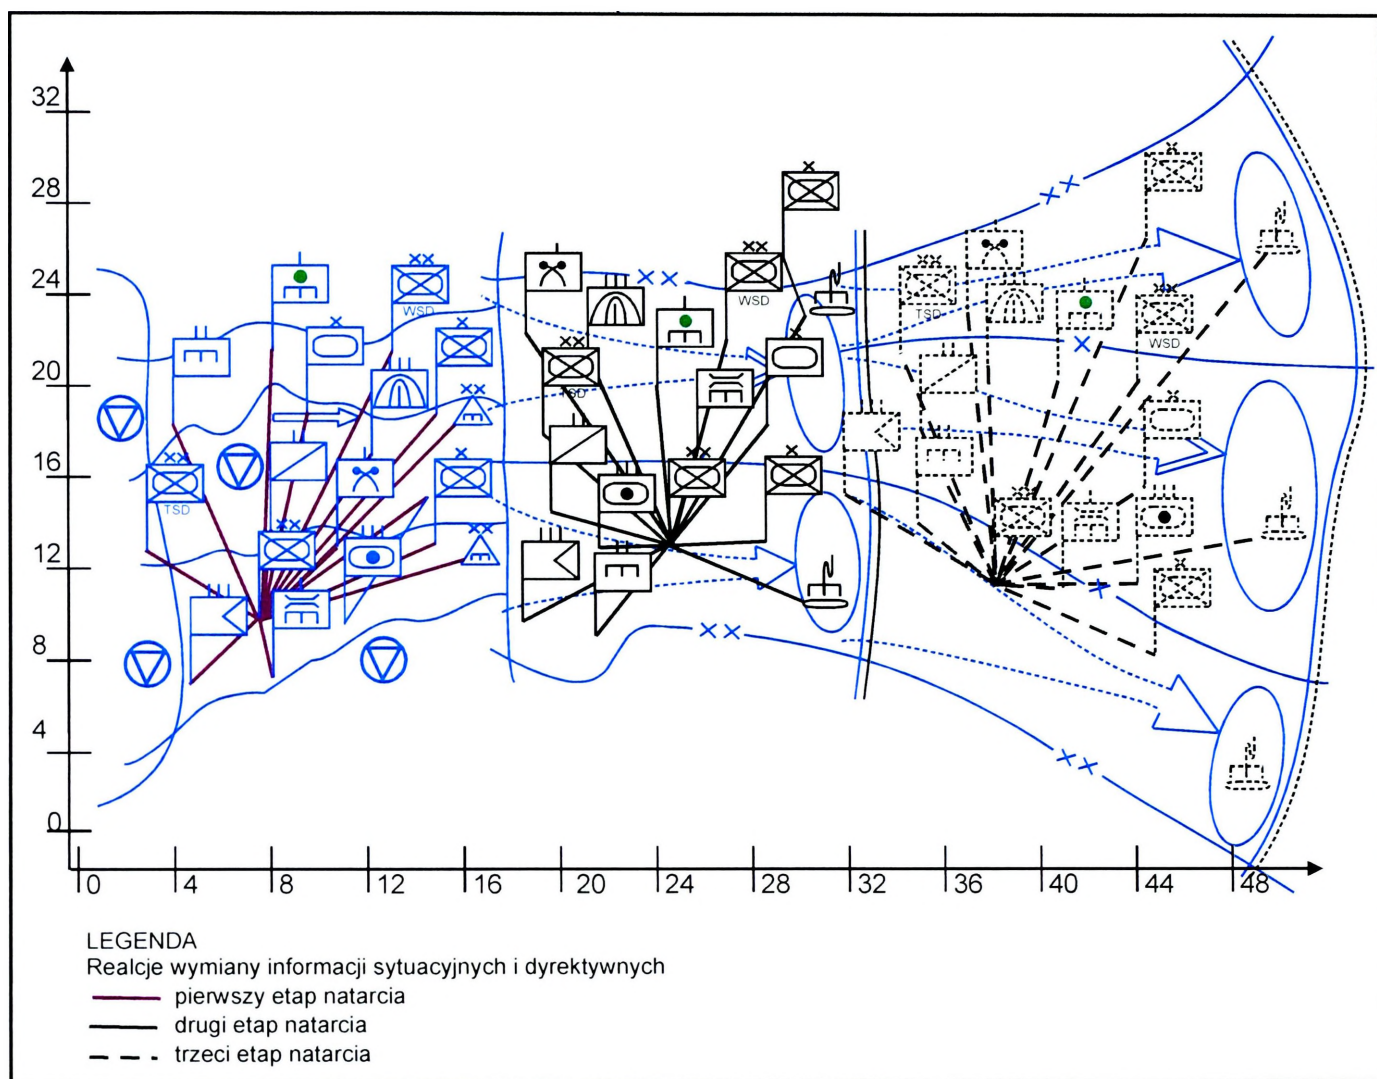 32
28
24
20
16
12
8
4
0
WSD
TSD
WSD
TSD
TSD
WSD
0 4 8 12 16 20 24 28 32 36 40 44 48
LEGENDA
Realcje wymiany informacji sytuacyjnych i dyrektywnych
pierwszy etap natarcia
drugi etap natarcia
trzeci etap natarcia